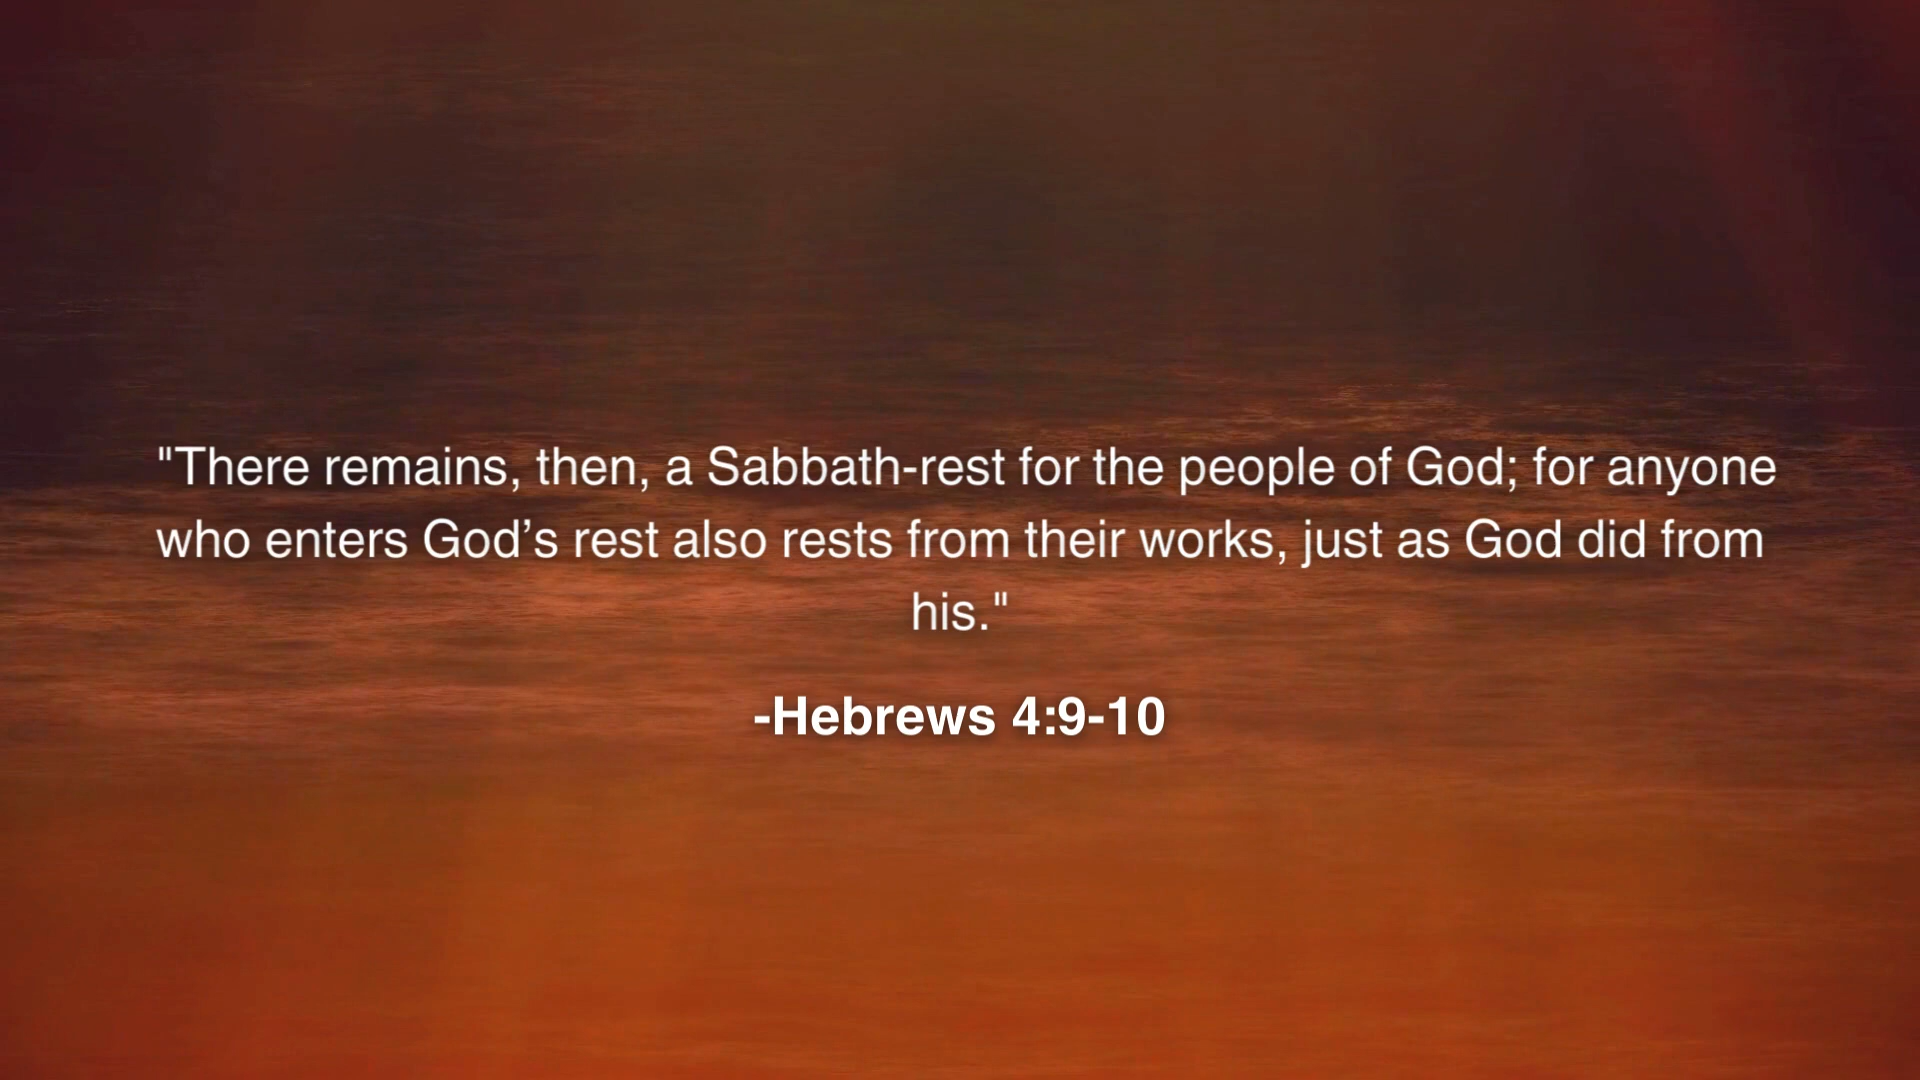 "There remains, then, a Sabbath-rest for the people of God; for anyone
who enters God’s rest also rests from their works, just as God did from
his."
-Hebrews 4:9-10